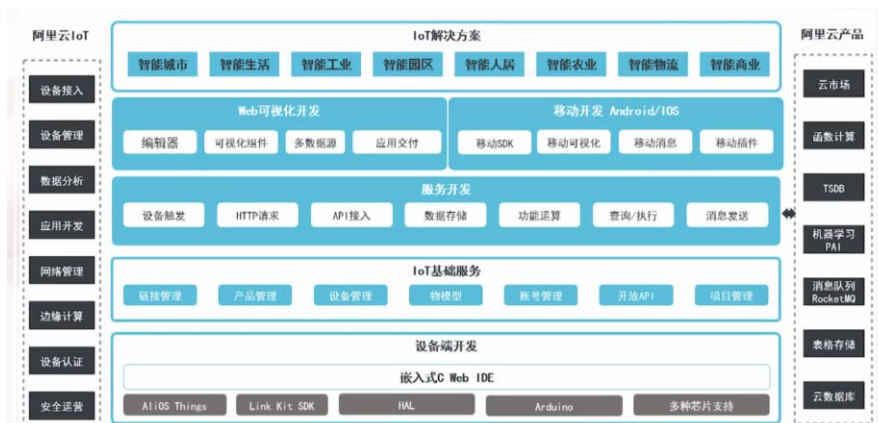 阿里云IoT
设备接入
设备管理
数据分析
应用开发
网络管理
边缘计算
设备认证
安全运营
IoT解决方案
智能城市 智能生活 智能工业 智能园区 智能人居 智能农业 智能物流 智能商业
Web可视化开发
编辑器 可视化组件 多数据源 应用交付
移动开发 Android/IOS
移动SDK 移动可视化 移动消息 移动插件
服务开发
设备触发 HTTP请求 API接入 数据存储 功能运算 查询/执行 消息发送
IoT基础服务
链接管理 产品管理 设备管理 物模型 账号管理 开放API 项目管理
设备端开发
嵌入式C Web IDE
AliOS Things Link Kit SDK HAL Arduino 多种芯片支持
阿里云产品
云市场
函数计算
TSDB
机器学习
PAI
消息队列
RocketMQ
表格存储
云数据库